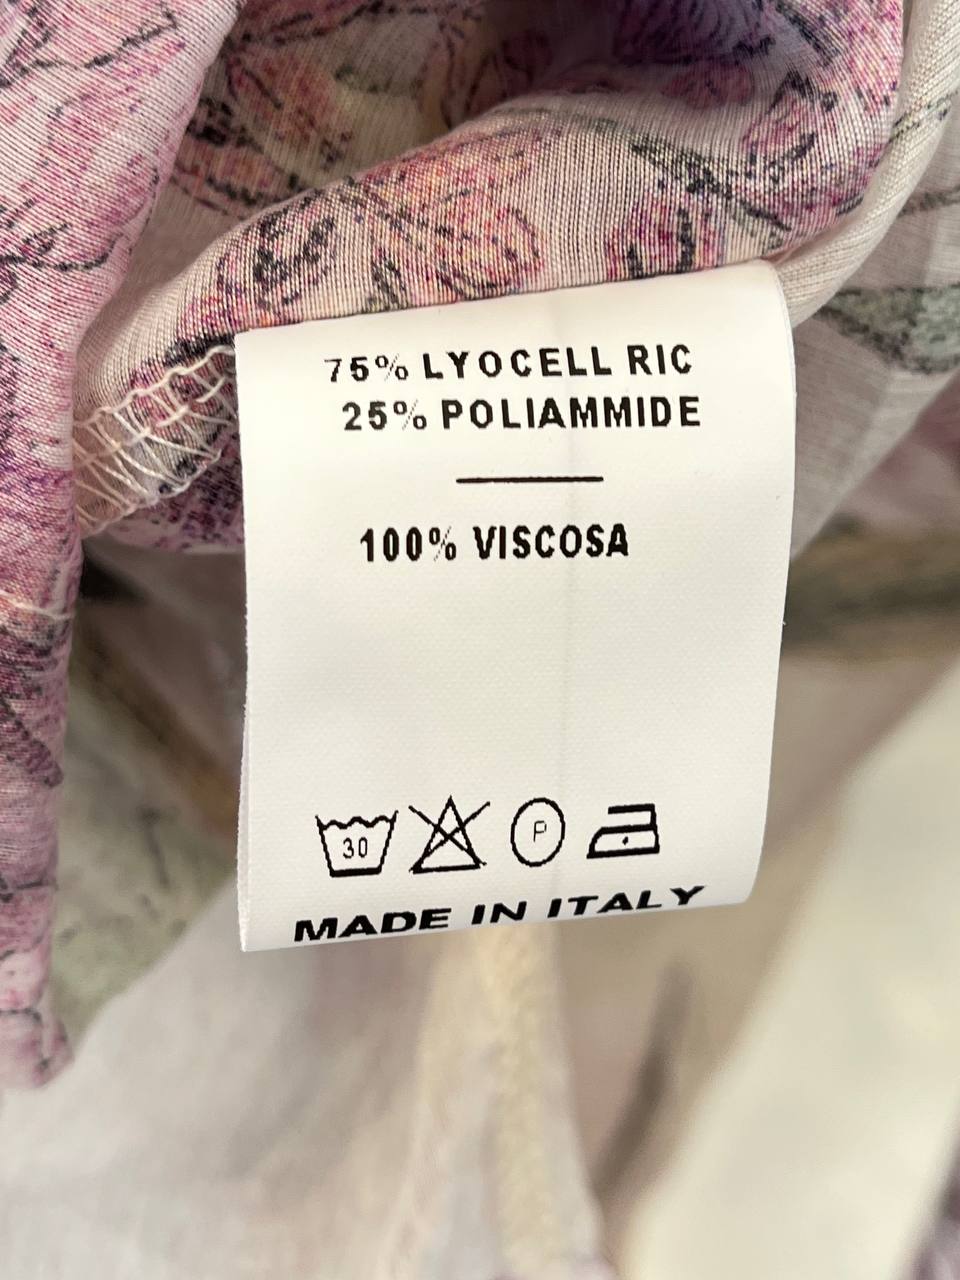 75% LYOCELL RIC
25% POLIAMMIDE
100% VISCOSA
30 P
MADE IN ITALY